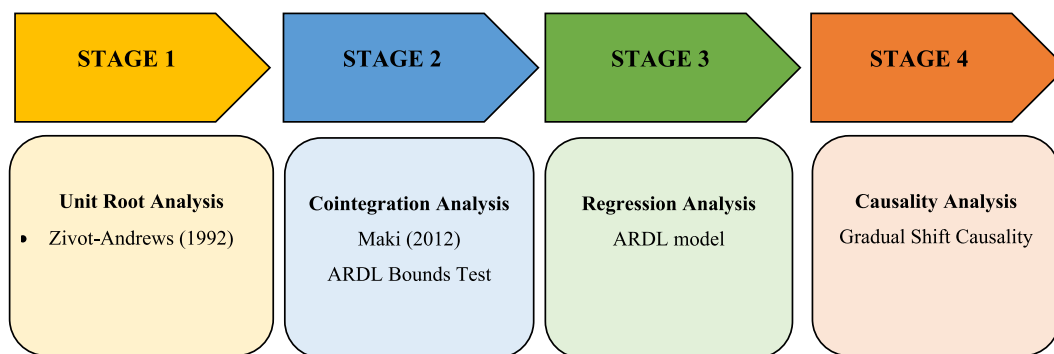 STAGE 1
STAGE 2
STAGE 3
STAGE 4
Unit Root Analysis
• Zivot-Andrews (1992)
Cointegration Analysis
Maki (2012)
ARDL Bounds Test
Regression Analysis
ARDL model
Causality Analysis
Gradual Shift Causality